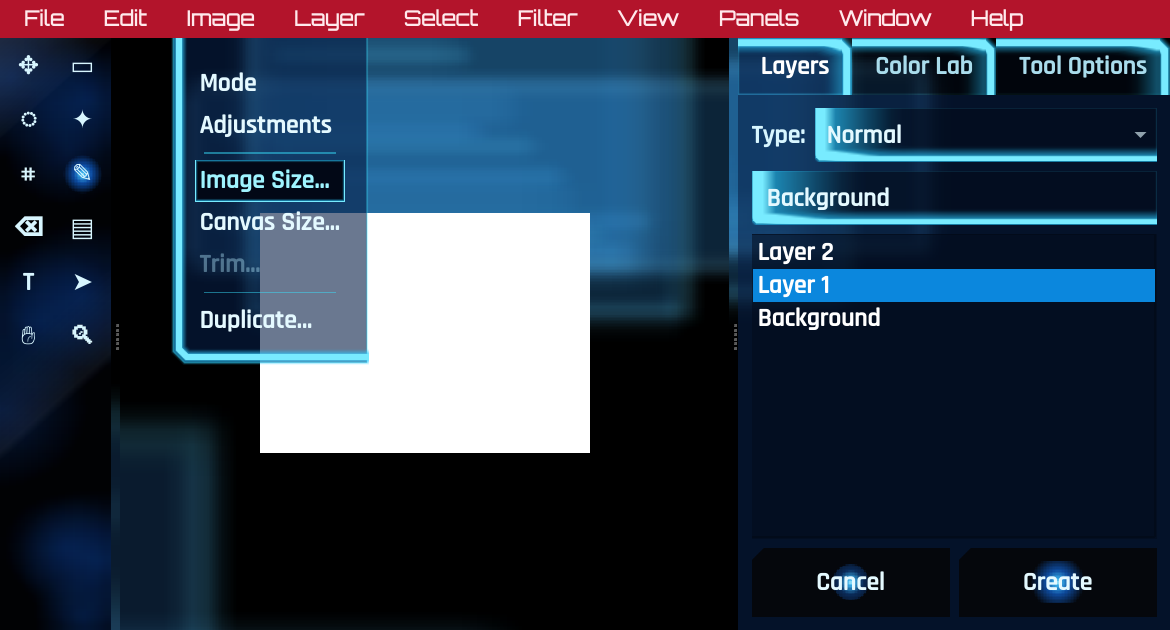 File Edit Image Layer Select Filter View Panels Window Help
Mode
Adjustments
Image Size...
Canvas Size...
Trim...
Duplicate...
T
Layers Color Lab Tool Options
Type: Normal
Background
Layer 2
Layer 1
Background
Cancel Create